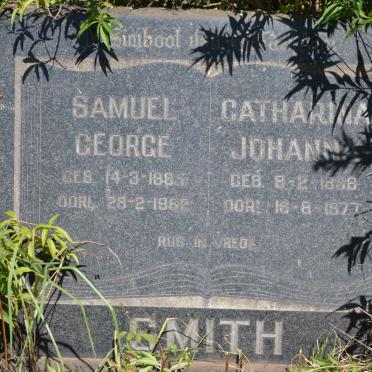 SAMUEL
GEORGE
GEB. 14-3-1885
OORL. 28-2-1962
CATHARINA
JOHANNA
GEB. 8-2-1888
OORL. 18-8-1977
RUS IN VREDE
SMITH